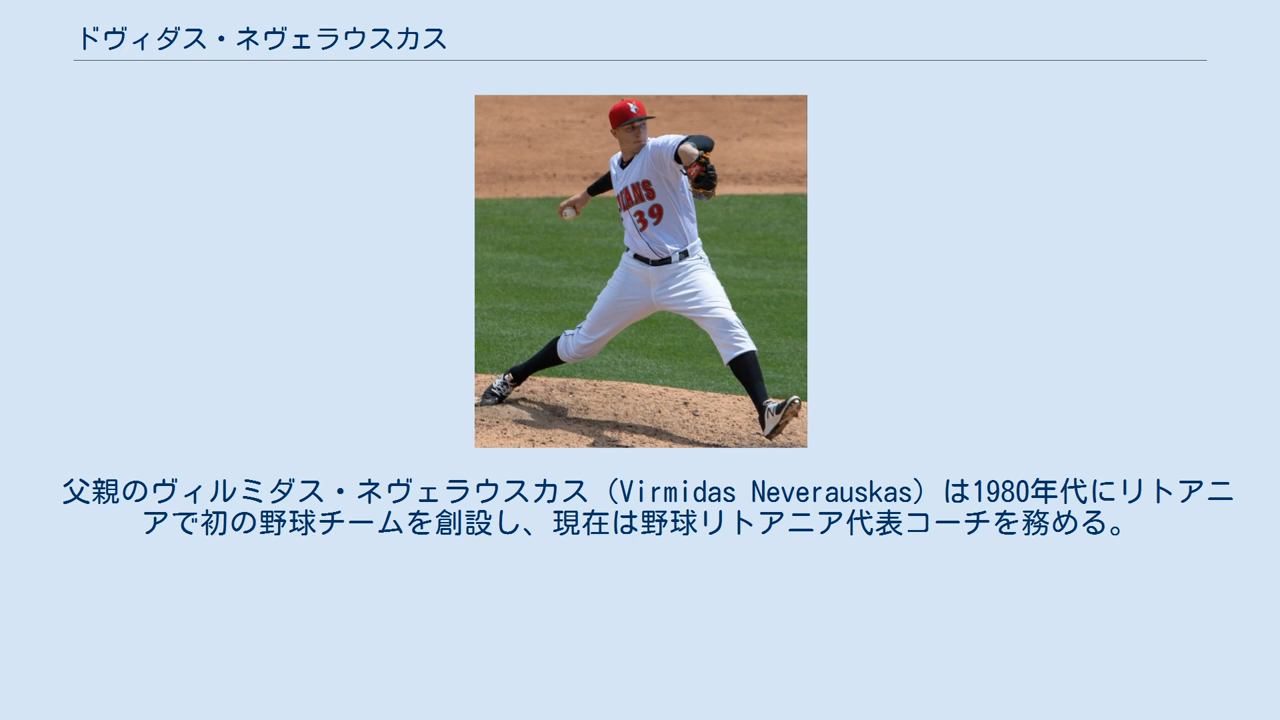 ドヴィダス・ネヴェラウスカス
IANS
39
父親のヴィルミダス・ネヴェラウスカス（Virmidas Neverauskas）は1980年代にリトアニ
アで初の野球チームを創設し、現在は野球リトアニア代表コーチを務める。